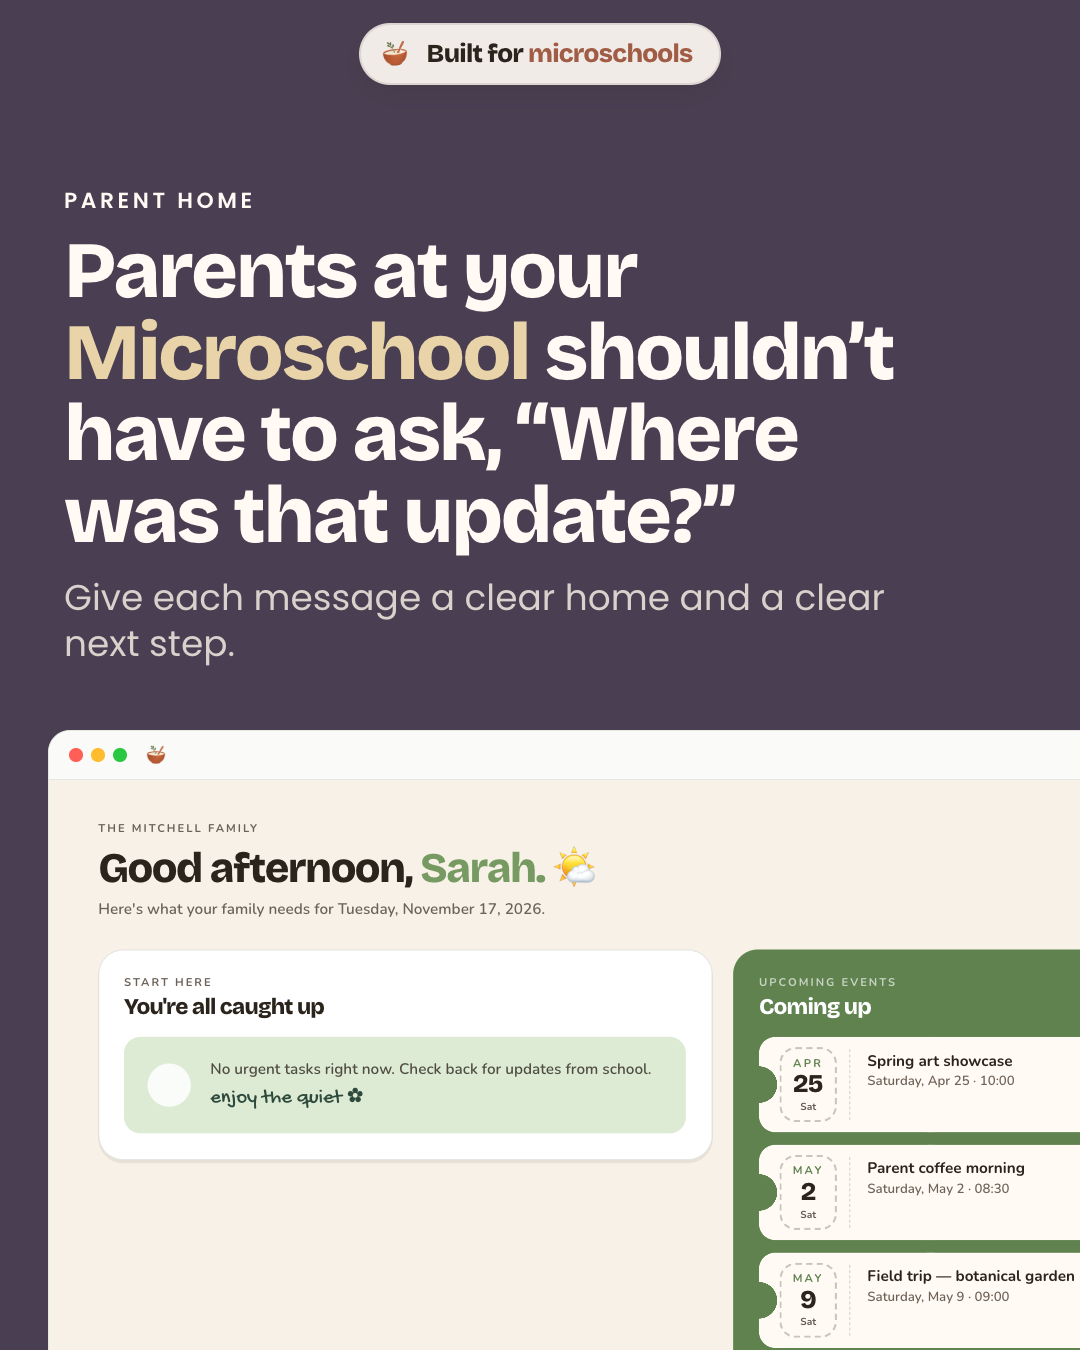 Built for microschools
PARENT HOME
Parents at your
Microschool shouldn’t
have to ask, “Where
was that update?”
Give each message a clear home and a clear
next step.
THE MITCHELL FAMILY
Good afternoon, Sarah.
Here's what your family needs for Tuesday, November 17, 2026.
START HERE
You're all caught up
No urgent tasks right now. Check back for updates from school.
enjoy the quiet ✿
UPCOMING EVENTS
Coming up
APR
25
Sat
Spring art showcase
Saturday, Apr 25 · 10:00
MAY
2
Sat
Parent coffee morning
Saturday, May 2 · 08:30
MAY
9
Sat
Field trip — botanical garden
Saturday, May 9 · 09:00